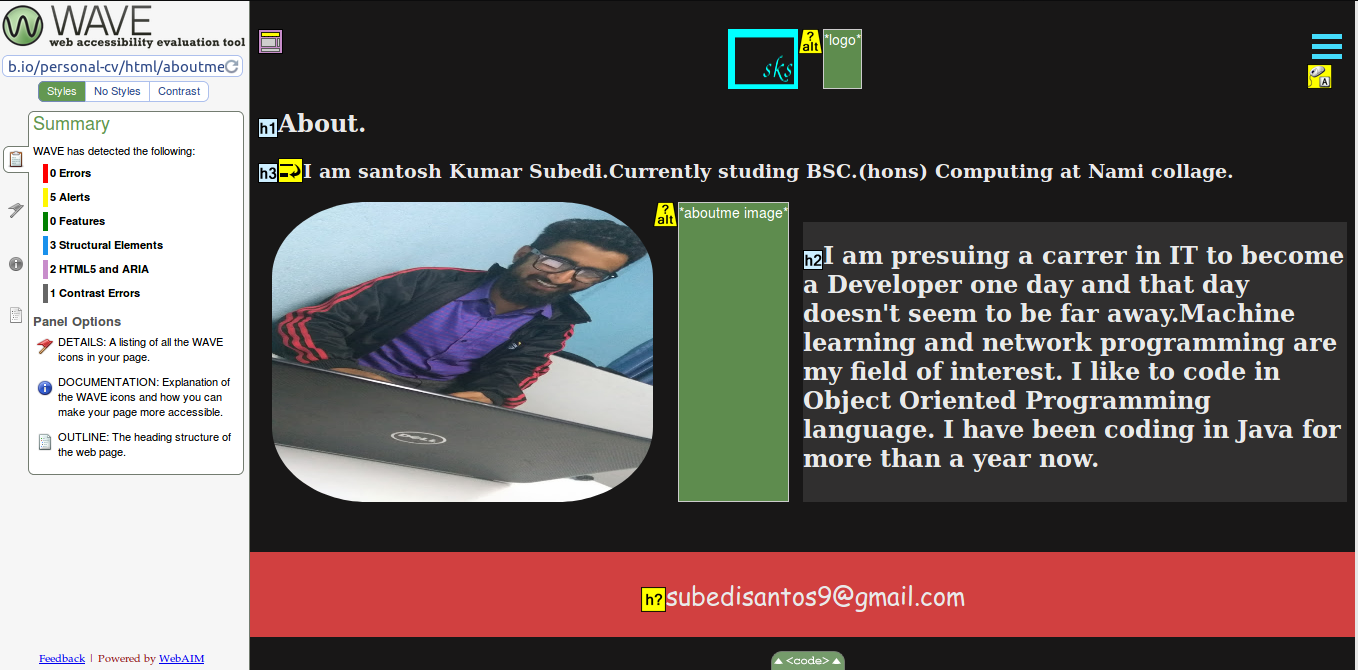 WAVE
web accessibility evaluation tool
b.io/personal-cv/html/aboutme
Styles
No Styles
Contrast
Summary
WAVE has detected the following:
0 Errors
5 Alerts
0 Features
3 Structural Elements
2 HTML5 and ARIA
1 Contrast Errors
Panel Options
DETAILS: A listing of all the WAVE
icons in your page.
DOCUMENTATION: Explanation of
the WAVE icons and how you can
make your page more accessible.
OUTLINE: The heading structure of
the web page.
Feedback | Powered by WebAIM
sks
? alt
*logo*
A
h1 About.
h3 I am santosh Kumar Subedi.Currently studing BSC.(hons) Computing at Nami collage.
DELL
? alt
*aboutme image*
h2 I am presuing a carrer in IT to become
a Developer one day and that day
doesn't seem to be far away.Machine
learning and network programming are
my field of interest. I like to code in
Object Oriented Programming
language. I have been coding in Java for
more than a year now.
h? subedisantos9@gmail.com
▲ <code> ▲